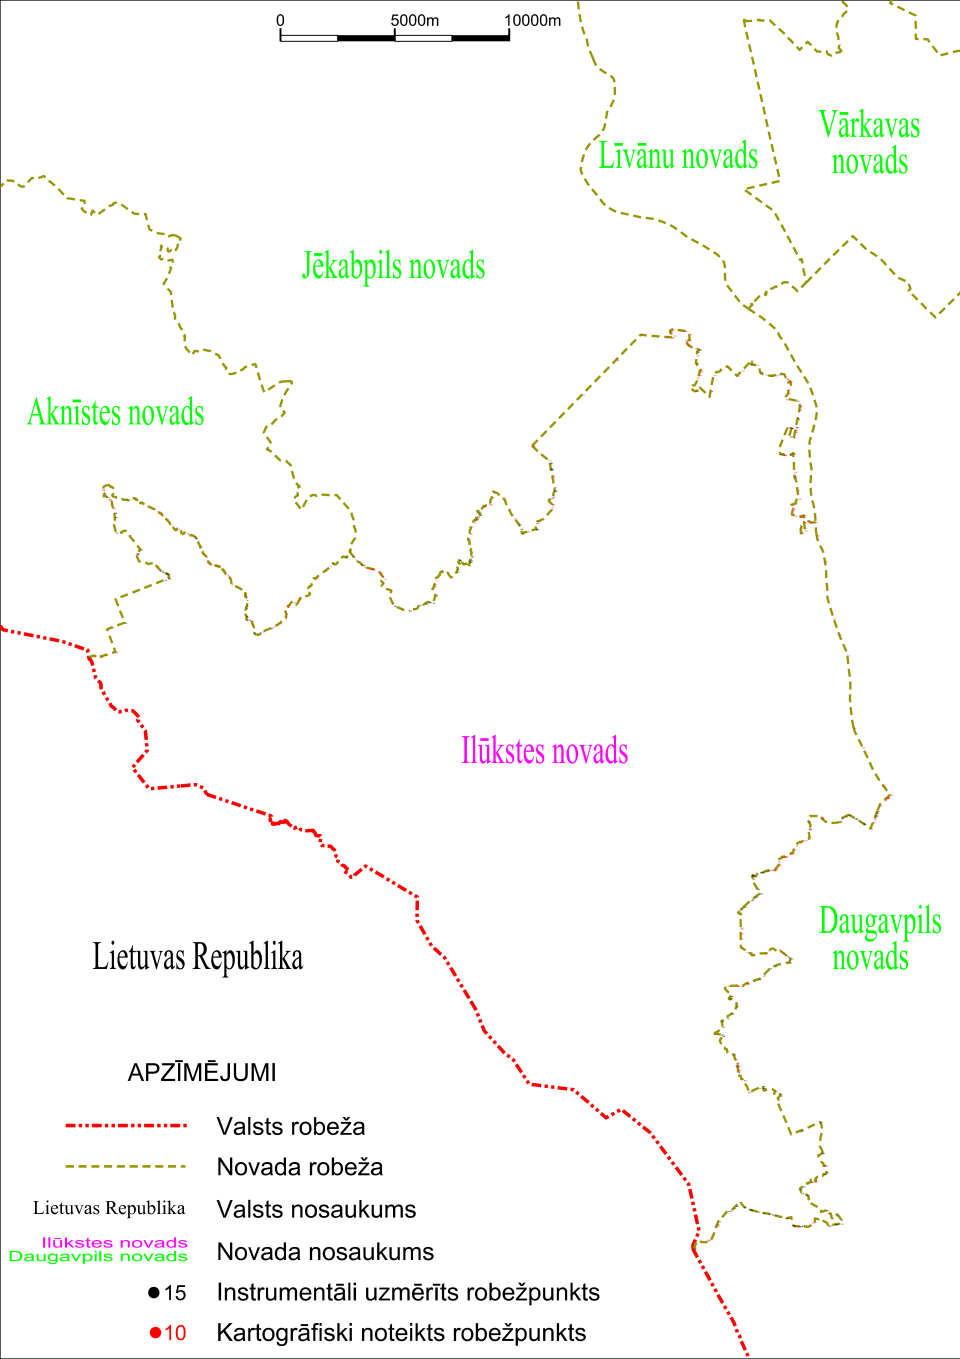 0 5000m 10000m
Vārkavas
novads
Līvānu novads
Jēkabpils novads
Aknīstes novads
Ilūkstes novads
Daugavpils
novads
Lietuvas Republika
APZĪMĒJUMI
Valsts robeža
Novada robeža
Lietuvas Republika Valsts nosaukums
Ilūkstes novads
Daugavpils novads
Novada nosaukums
15 Instrumentāli uzmērīts robežpunkts
10 Kartogrāfiski noteikts robežpunkts